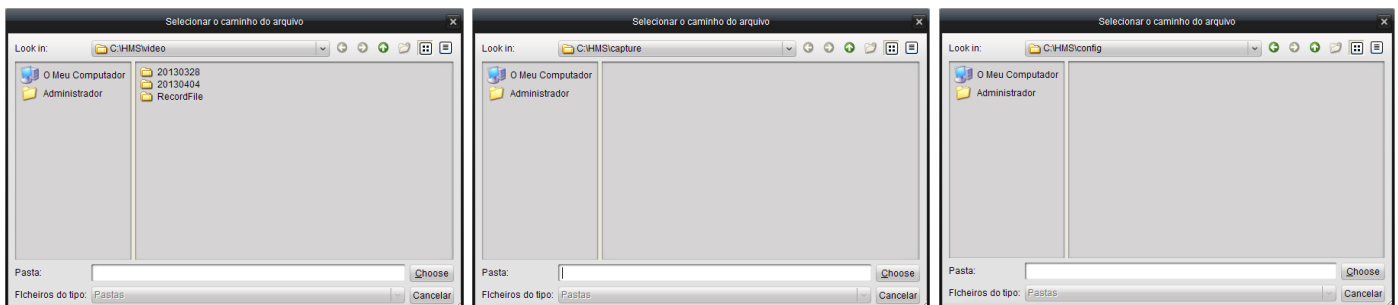 Selecionar o caminho do arquivo
Look in: C:\HMS\video
O Meu Computador
Administrador
20130328
20130404
RecordFile
Pasta:
Choose
Ficheiros do tipo: Pastas
Cancelar
Selecionar o caminho do arquivo
Look in: C:\HMS\capture
O Meu Computador
Administrador
Pasta:
Choose
Ficheiros do tipo: Pastas
Cancelar
Selecionar o caminho do arquivo
Look in: C:\HMS\config
O Meu Computador
Administrador
Pasta:
Choose
Ficheiros do tipo: Pastas
Cancelar